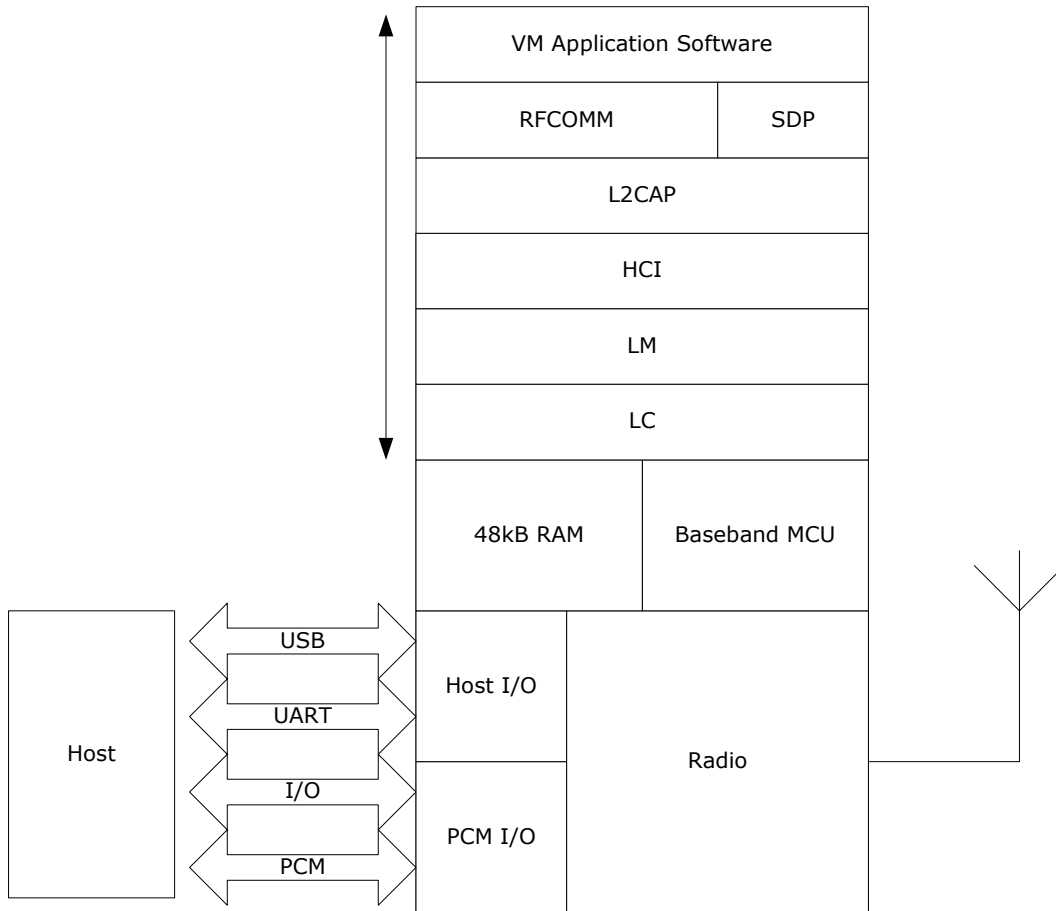 VM Application Software
RFCOMM
SDP
L2CAP
HCI
LM
LC
48kB RAM
Baseband MCU
USB
Host I/O
UART
Host
Radio
I/O
PCM I/O
PCM